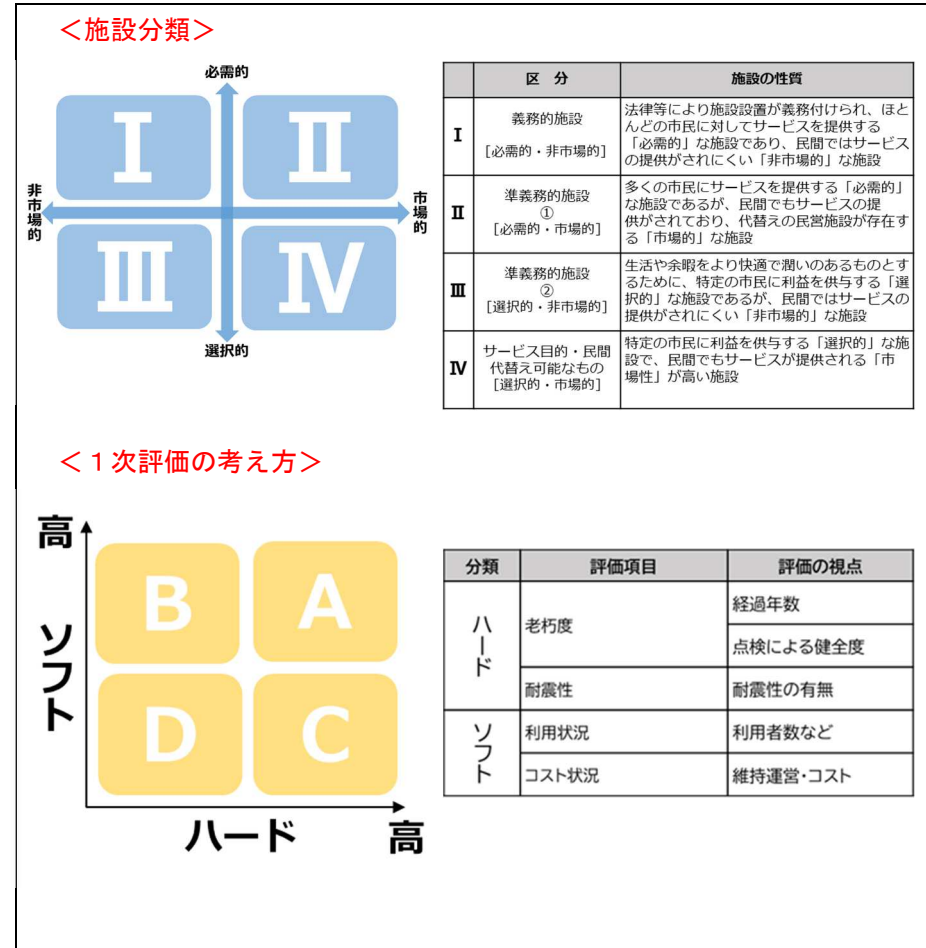 ＜施設分類＞
必需的
Ⅰ
Ⅱ
非市場的
市場的
Ⅲ
Ⅳ
選択的
区　分
施設の性質
Ⅰ
義務的施設
[必需的・非市場的]
法律等により施設設置が義務付けられ、ほと
んどの市民に対してサービスを提供する
「必需的」な施設であり、民間ではサービス
の提供がされにくい「非市場的」な施設
Ⅱ
準義務的施設
①
[必需的・市場的]
多くの市民にサービスを提供する「必需的」
な施設であるが、民間でもサービスの提
供がされており、代替えの民営施設が存在す
る「市場的」な施設
Ⅲ
準義務的施設
②
[選択的・非市場的]
生活や余暇をより快適で潤いのあるものとす
るために、特定の市民に利益を供与する「選
択的」な施設であるが、民間ではサービスの
提供がされにくい「非市場的」な施設
Ⅳ
サービス目的・民間
代替え可能なもの
[選択的・市場的]
特定の市民に利益を供与する「選択的」な施
設で、民間でもサービスが提供される「市
場性」が高い施設
＜１次評価の考え方＞
高
ソフト
B
A
D
C
ハード
高
分類
評価項目
評価の視点
ハード
老朽度
経過年数
点検による健全度
耐震性
耐震性の有無
ソフト
利用状況
利用者数など
コスト状況
維持運営・コスト